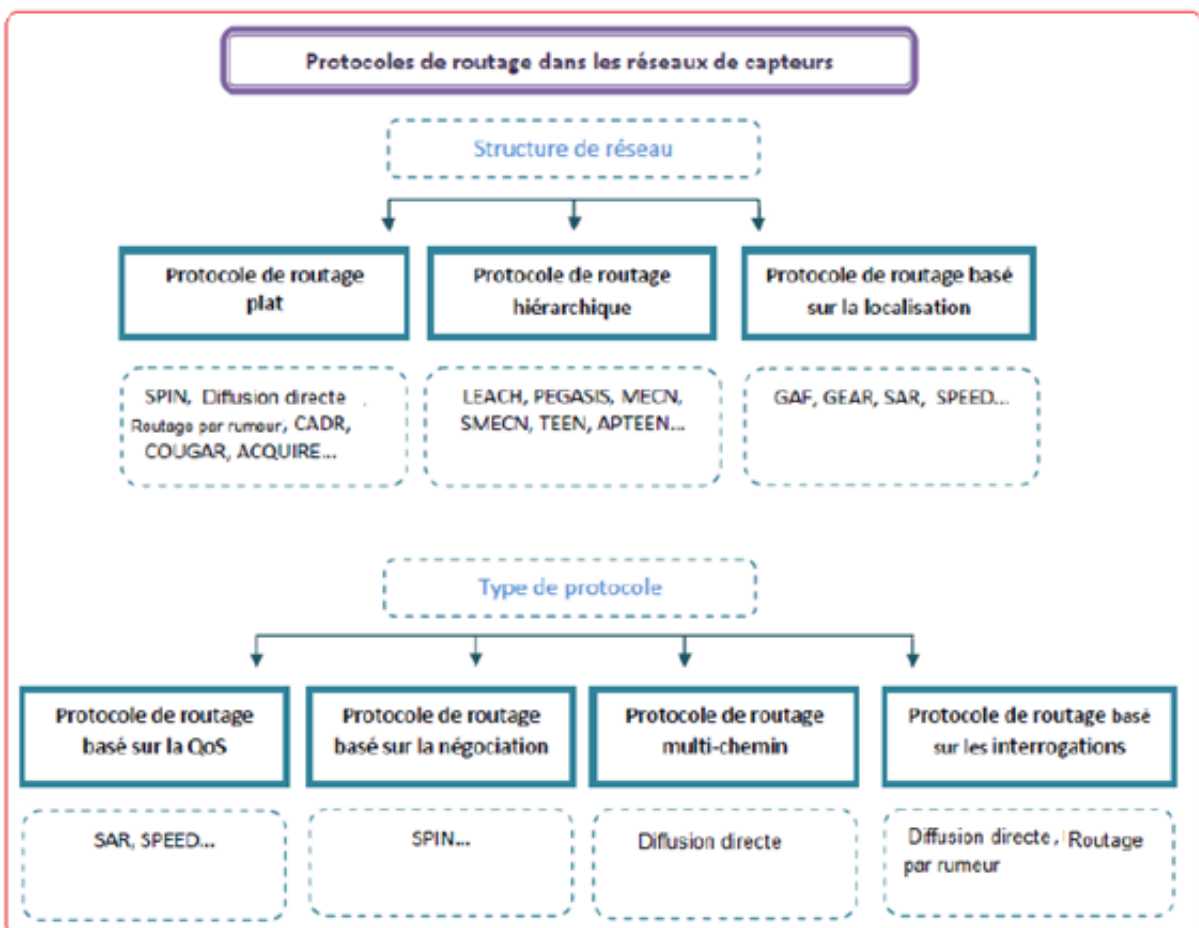 Protocoles de routage dans les réseaux de capteurs
Structure de réseau
Protocole de routage
plat
Protocole de routage
hiérarchique
Protocole de routage basé
sur la localisation
SPIN, Diffusion directe ,
Routage par rumeur, CADR,
COUGAR, ACQUIRE...
LEACH, PEGASIS, MECN,
SMECN, TEEN, APTEEN...
GAF, GEAR, SAR, SPEED...
Type de protocole
Protocole de routage
basé sur la QoS
Protocole de routage
basé sur la négociation
Protocole de routage
multi-chemin
Protocole de routage basé
sur les interrogations
SAR, SPEED...
SPIN...
Diffusion directe
Diffusion directe, Routage
par rumeur